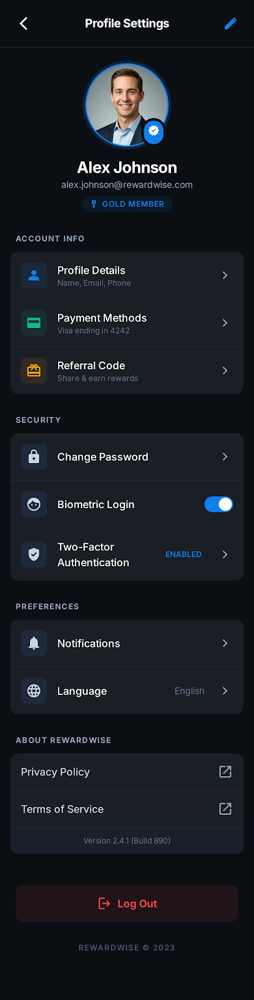 Profile Settings
Alex Johnson
alex.johnson@rewardwise.com
GOLD MEMBER
ACCOUNT INFO
Profile Details
Name, Email, Phone
Payment Methods
Visa ending in 4242
Referral Code
Share & earn rewards
SECURITY
Change Password
Biometric Login
Two-Factor
Authentication
ENABLED
PREFERENCES
Notifications
Language
English
ABOUT REWARDWISE
Privacy Policy
Terms of Service
Version 2.4.1 (Build 890)
Log Out
REWARDWISE © 2023